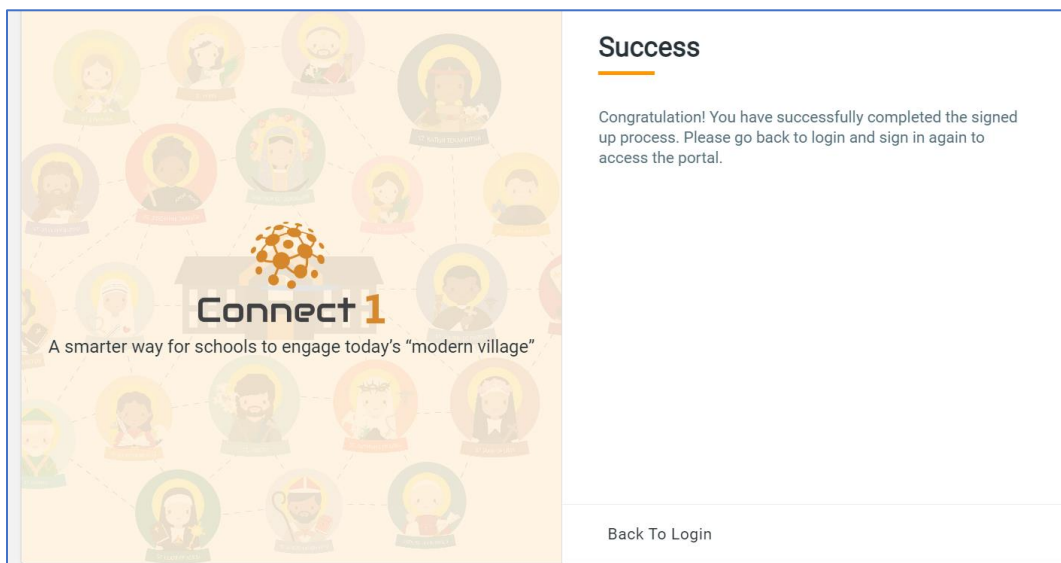 Connect 1
A smarter way for schools to engage today's “modern village”
Success
Congratulation! You have successfully completed the signed
up process. Please go back to login and sign in again to
access the portal.
Back To Login